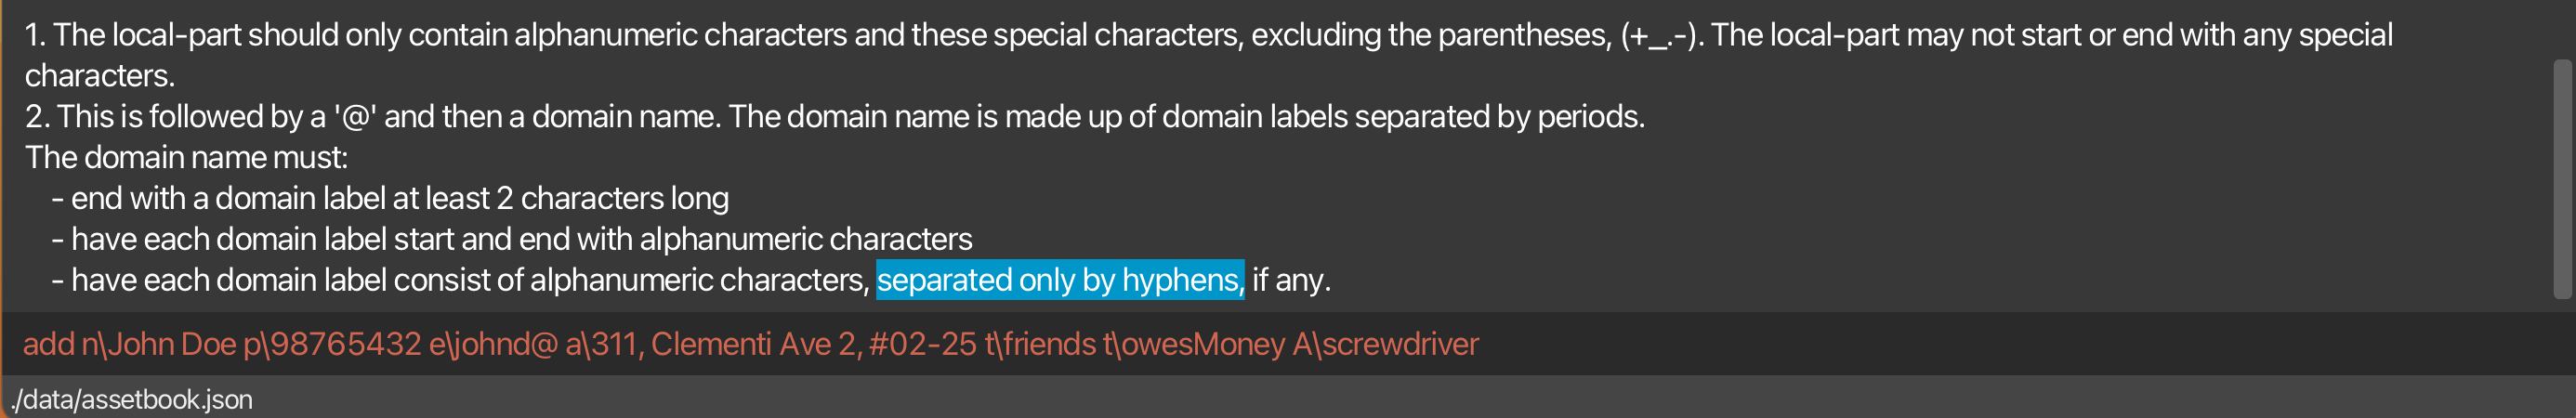 1. The local-part should only contain alphanumeric characters and these special characters, excluding the parentheses, (+_.-). The local-part may not start or end with any special
characters.
2. This is followed by a '@' and then a domain name. The domain name is made up of domain labels separated by periods.
The domain name must:
- end with a domain label at least 2 characters long
- have each domain label start and end with alphanumeric characters
- have each domain label consist of alphanumeric characters, separated only by hyphens, if any.
add n\John Doe p\98765432 e\johnd@ a\311, Clementi Ave 2, #02-25 t\friends t\owesMoney A\screwdriver
./data/assetbook.json